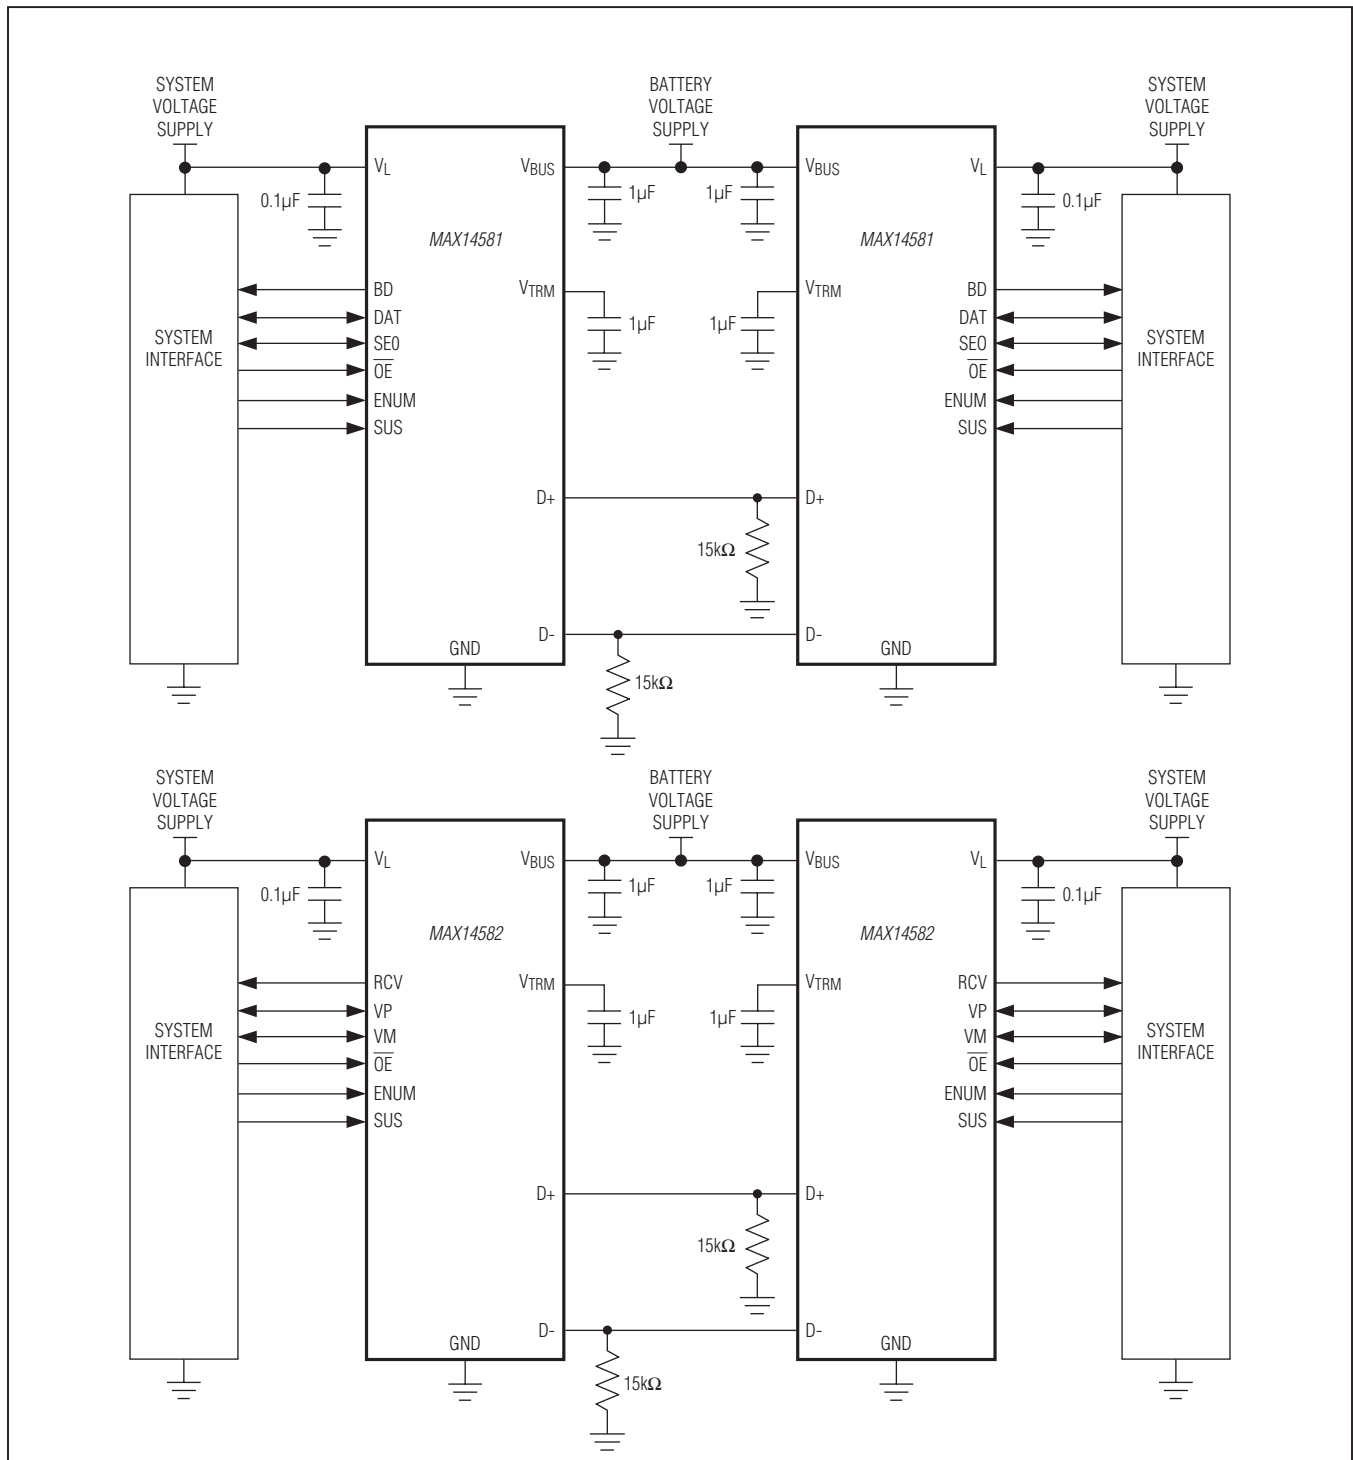 SYSTEM
VOLTAGE
SUPPLY
BATTERY
VOLTAGE
SUPPLY
SYSTEM
VOLTAGE
SUPPLY
VL
0.1µF
VBUS
1µF
1µF
VBUS
VL
0.1µF
MAX14581
MAX14581
SYSTEM
INTERFACE
BD
DAT
SE0
OE
ENUM
SUS
VTRM
1µF
1µF
VTRM
BD
DAT
SE0
OE
ENUM
SUS
SYSTEM
INTERFACE
D+
D+
15kΩ
D-
D-
15kΩ
GND
GND
SYSTEM
VOLTAGE
SUPPLY
BATTERY
VOLTAGE
SUPPLY
SYSTEM
VOLTAGE
SUPPLY
VL
0.1µF
VBUS
1µF
1µF
VBUS
VL
0.1µF
MAX14582
MAX14582
SYSTEM
INTERFACE
RCV
VP
VM
OE
ENUM
SUS
VTRM
1µF
1µF
VTRM
RCV
VP
VM
OE
ENUM
SUS
SYSTEM
INTERFACE
D+
D+
15kΩ
D-
D-
15kΩ
GND
GND